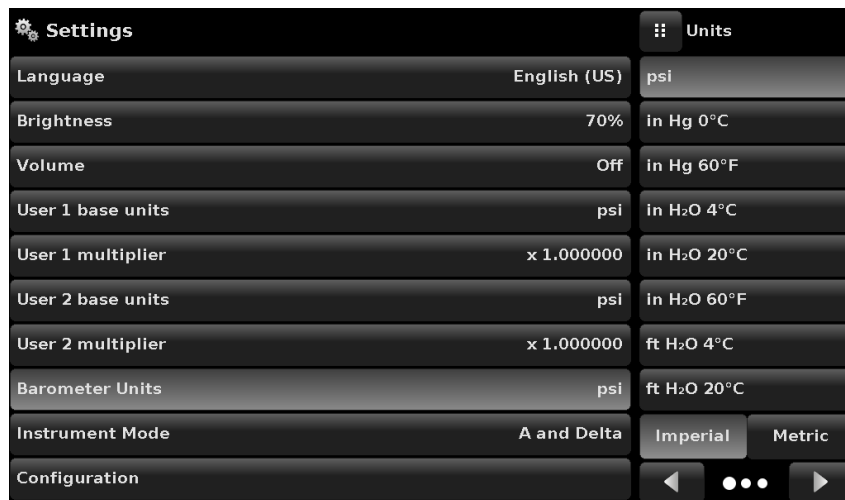 Settings
Language English (US)
Brightness 70%
Volume Off
User 1 base units psi
User 1 multiplier x 1.000000
User 2 base units psi
User 2 multiplier x 1.000000
Barometer Units psi
Instrument Mode A and Delta
Configuration
Units
psi
in Hg 0°C
in Hg 60°F
in H₂O 4°C
in H₂O 20°C
in H₂O 60°F
ft H₂O 4°C
ft H₂O 20°C
Imperial Metric